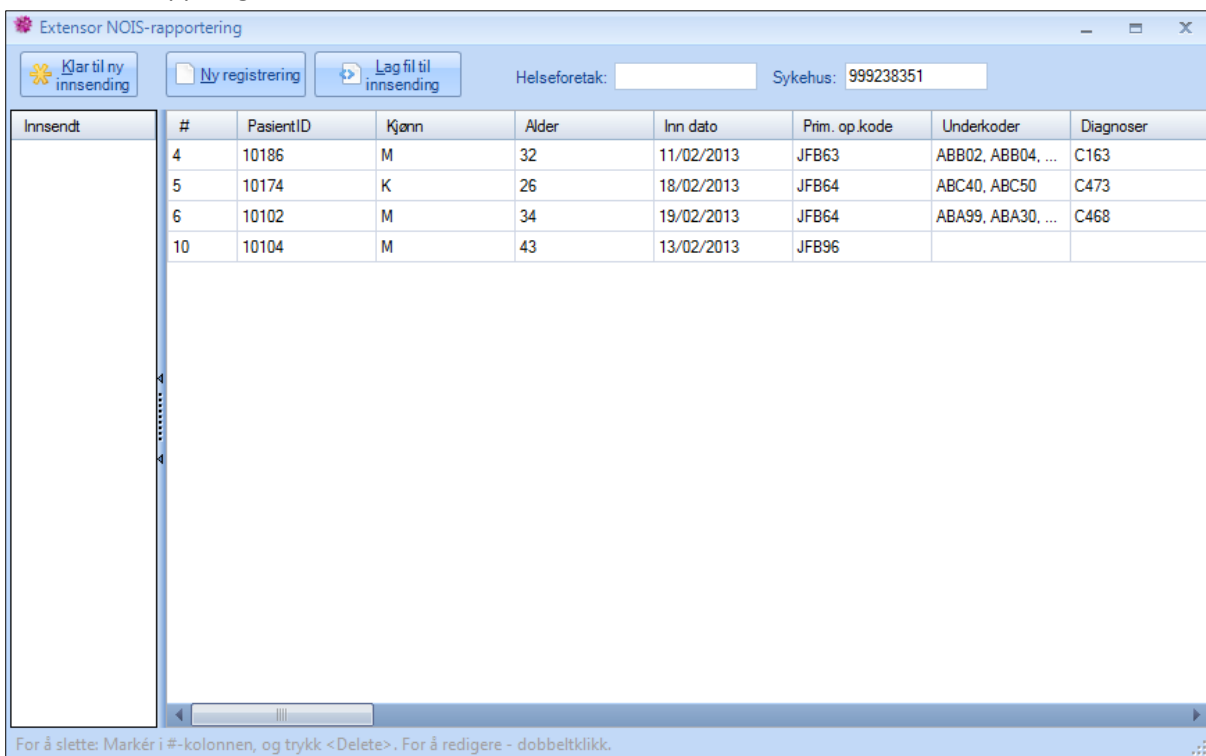 Extensor NOIS-rapportering
Klar til ny innsending
Ny registrering
Lag fil til innsending
Helseforetak:
Sykehus: 999238351
Innsendt
# PasientID Kjønn Alder Inn dato Prim. op.kode Underkoder Diagnoser
4 10186 M 32 11/02/2013 JFB63 ABB02, ABB04, ... C163
5 10174 K 26 18/02/2013 JFB64 ABC40, ABC50 C473
6 10102 M 34 19/02/2013 JFB64 ABA99, ABA30, ... C468
10 10104 M 43 13/02/2013 JFB96
For å slette: Markér i #-kolonnen, og trykk <Delete>. For å redigere - dobbeltklikk.